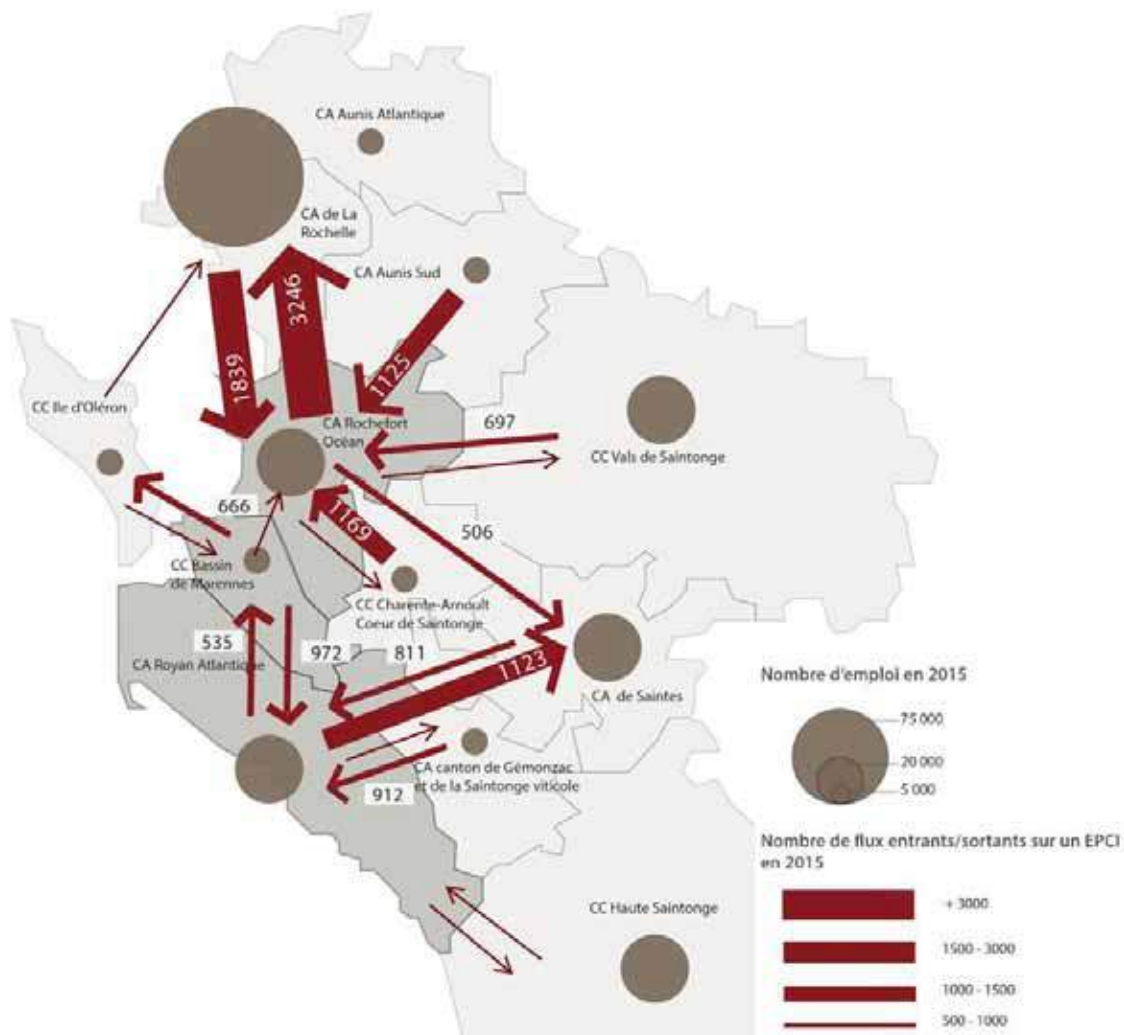 CA Aunis Atlantique
CA de La
Rochelle
CA Aunis Sud
3246
1839
1125
CC Ile d'Oléron
CA Rochefort
Océan
697
CC Vals de Saintonge
666
1169
506
CC Bassin
de Marennes
CC Charente-Arnoult
Coeur de Saintonge
535
972
811
1123
CA Royan Atlantique
CA de Saintes
CA canton de Gémonzac
et de la Saintonge viticole
912
CC Haute Saintonge
Nombre d'emploi en 2015
75 000
20 000
5 000
Nombre de flux entrants/sortants sur un EPCI
en 2015
+ 3000
1500 - 3000
1000 - 1500
500 - 1000